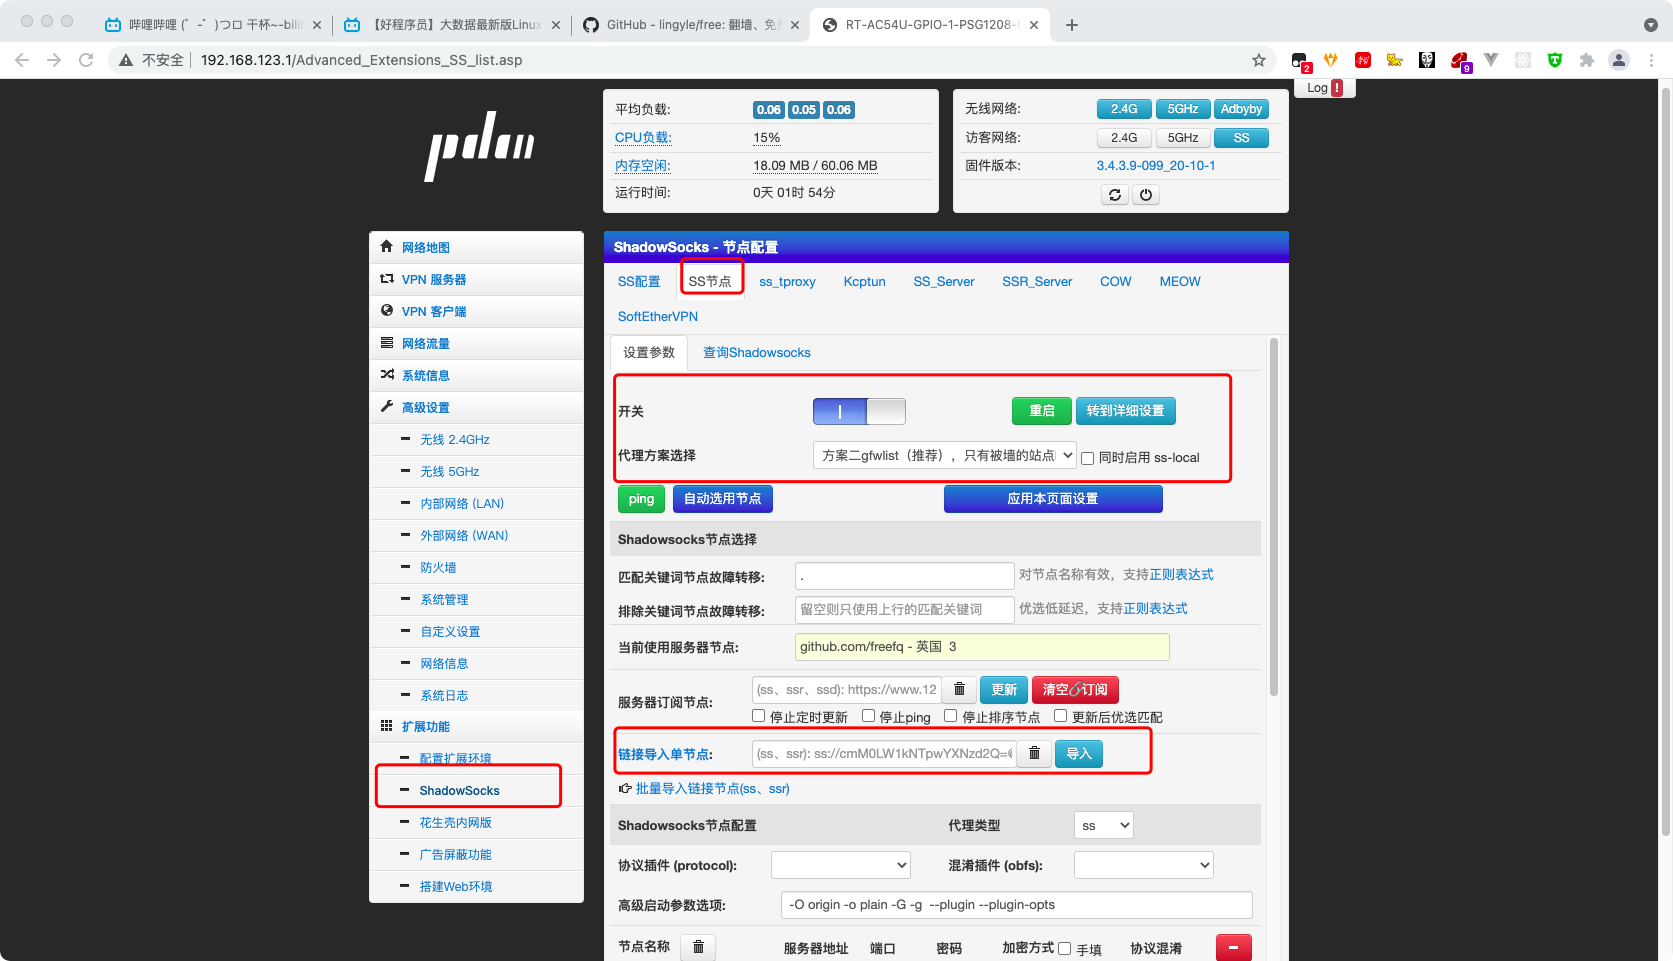 哔哩哔哩 (゜-゜)つロ 干杯~-bili
【好程序员】大数据最新版Linux
GitHub - lingyle/free: 翻墙、免
RT-AC54U-GPIO-1-PSG1208-
不安全
192.168.123.1/Advanced_Extensions_SS_list.asp
2
9
Log !
pdcn
平均负载:
0.06 0.05 0.06
CPU负载:
15%
内存空闲:
18.09 MB / 60.06 MB
运行时间:
0天 01时 54分
无线网络:
2.4G 5GHz Adbyby
访客网络:
2.4G 5GHz SS
固件版本:
3.4.3.9-099_20-10-1
网络地图
VPN 服务器
VPN 客户端
网络流量
系统信息
高级设置
无线 2.4GHz
无线 5GHz
内部网络 (LAN)
外部网络 (WAN)
防火墙
系统管理
自定义设置
网络信息
系统日志
扩展功能
配置扩展环境
ShadowSocks
花生壳内网版
广告屏蔽功能
搭建Web环境
ShadowSocks - 节点配置
SS配置 SS节点 ss_tproxy Kcptun SS_Server SSR_Server COW MEOW
SoftEtherVPN
设置参数 查询Shadowsocks
开关 重启 转到详细设置
代理方案选择 方案二gfwlist（推荐），只有被墙的站点 同时启用 ss-local
ping 自动选用节点 应用本页面设置
Shadowsocks节点选择
匹配关键词节点故障转移: . 对节点名称有效，支持正则表达式
排除关键词节点故障转移: 留空则只使用上行的匹配关键词 优选低延迟，支持正则表达式
当前使用服务器节点: github.com/freefq - 英国 3
服务器订阅节点: (ss、ssr、ssd): https://www.12 更新 清空订阅
停止定时更新 停止ping 停止排序节点 更新后优选匹配
链接导入单节点: (ss、ssr): ss://cmM0LW1kNTpwYXNzd2Q= 导入
批量导入链接节点(ss、ssr)
Shadowsocks节点配置 代理类型 ss
协议插件 (protocol): 混淆插件 (obfs):
高级启动参数选项: -O origin -o plain -G -g --plugin --plugin-opts
节点名称 服务器地址 端口 密码 加密方式 手填 协议混淆